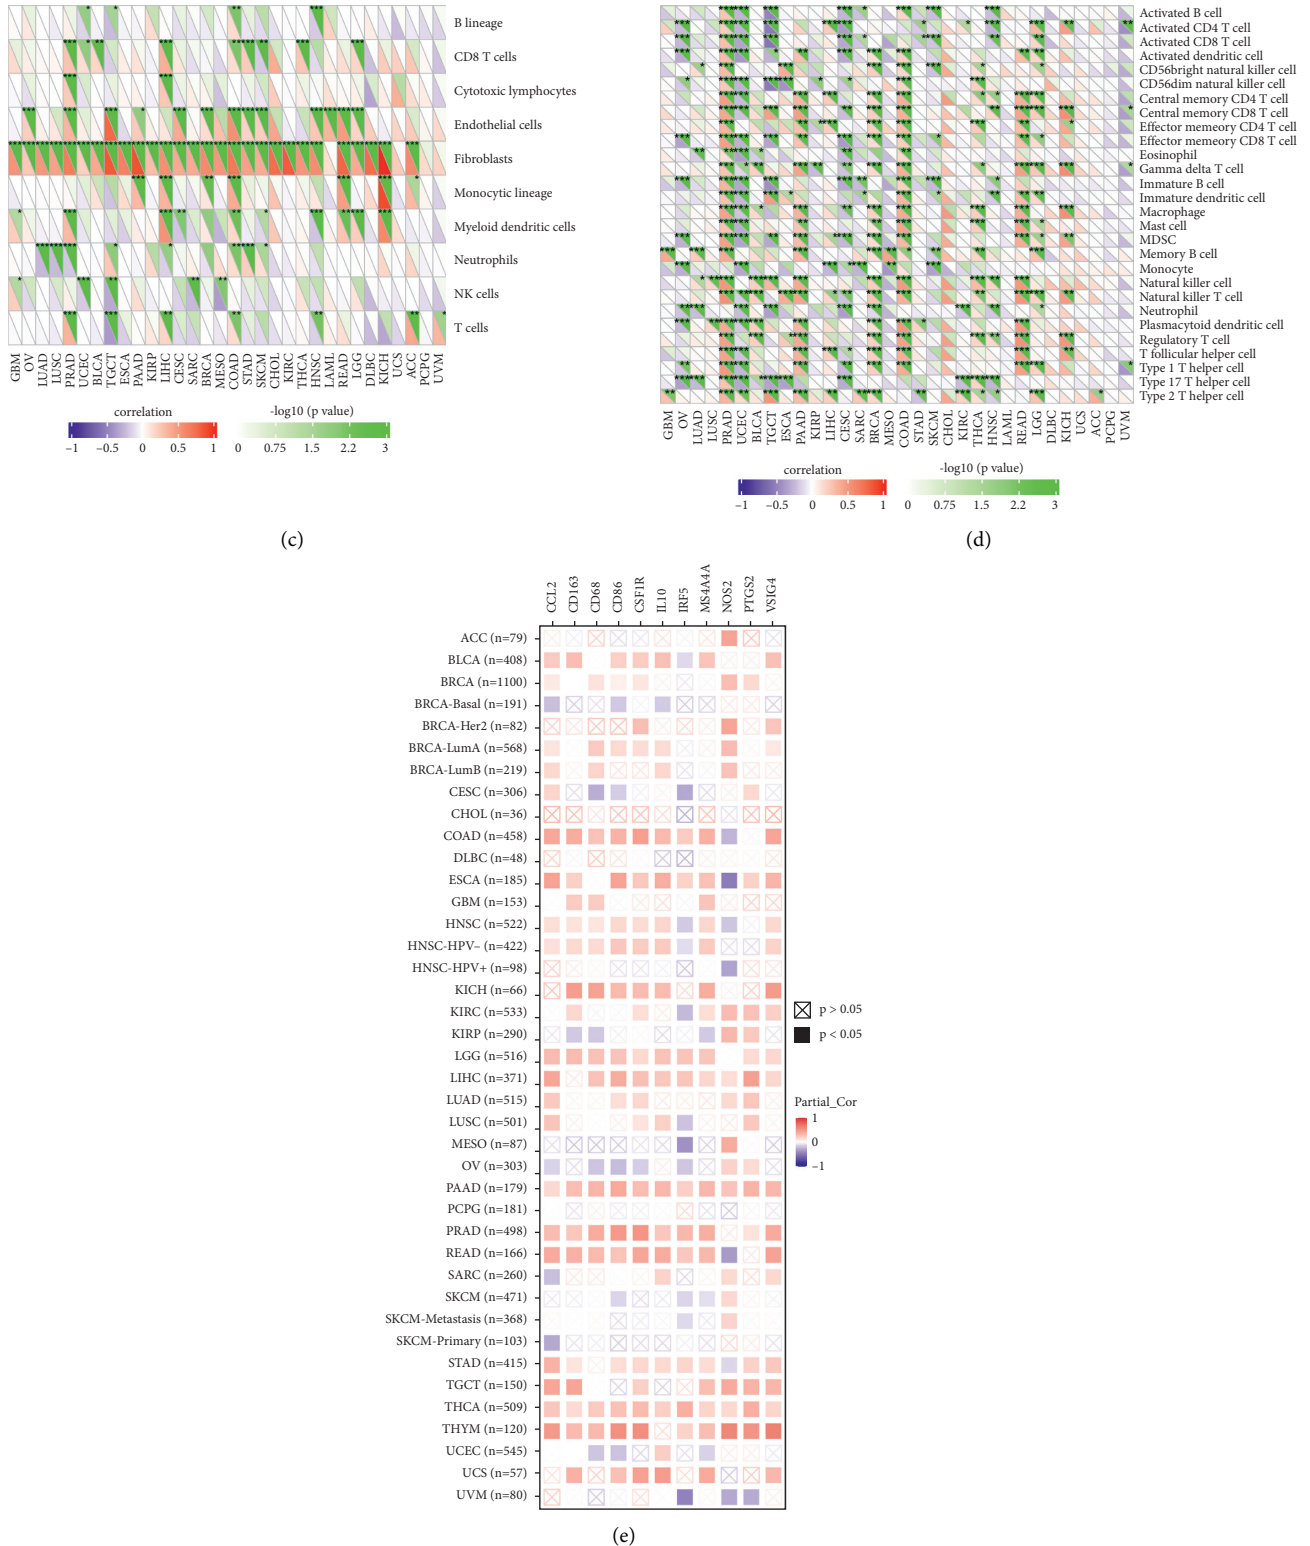 B lineage
CD8 T cells
Cytotoxic lymphocytes
Endothelial cells
Fibroblasts
Monocytic lineage
Myeloid dendritic cells
Neutrophils
NK cells
T cells
GBM OV LUAD LUSC PRAD UCEC BLCA TGCT ESCA PAAD KIRP LIHC CESC SARC BRCA MESO COAD STAD SKCM CHOL KIRC THCA HNSC LAML READ LGG DLBC KICH UCS ACC PCPG UVM
correlation
-log10 (p value)
−1 −0.5 0 0.5 1
0 0.75 1.5 2.2 3
(c)
Activated B cell
Activated CD4 T cell
Activated CD8 T cell
Activated dendritic cell
CD56bright natural killer cell
CD56dim natural killer cell
Central memory CD4 T cell
Central memory CD8 T cell
Effector memeory CD4 T cell
Effector memeory CD8 T cell
Eosinophil
Gamma delta T cell
Immature B cell
Immature dendritic cell
Macrophage
Mast cell
MDSC
Memory B cell
Monocyte
Natural killer cell
Natural killer T cell
Neutrophil
Plasmacytoid dendritic cell
Regulatory T cell
T follicular helper cell
Type 1 T helper cell
Type 17 T helper cell
Type 2 T helper cell
GBM OV LUAD LUSC PRAD UCEC BLCA TGCT ESCA PAAD KIRP LIHC CESC SARC BRCA MESO COAD STAD SKCM CHOL KIRC THCA HNSC LAML READ LGG DLBC KICH UCS ACC PCPG UVM
correlation
-log10 (p value)
−1 −0.5 0 0.5 1
0 0.75 1.5 2.2 3
(d)
CCL2 CD163 CD68 CD86 CSF1R IL10 IRF5 MS4A4A NOS2 PTGS2 VSIG4
ACC (n=79)
BLCA (n=408)
BRCA (n=1100)
BRCA-Basal (n=191)
BRCA-Her2 (n=82)
BRCA-LumA (n=568)
BRCA-LumB (n=219)
CESC (n=306)
CHOL (n=36)
COAD (n=458)
DLBC (n=48)
ESCA (n=185)
GBM (n=153)
HNSC (n=522)
HNSC-HPV− (n=422)
HNSC-HPV+ (n=98)
KICH (n=66)
KIRC (n=533)
KIRP (n=290)
LGG (n=516)
LIHC (n=371)
LUAD (n=515)
LUSC (n=501)
MESO (n=87)
OV (n=303)
PAAD (n=179)
PCPG (n=181)
PRAD (n=498)
READ (n=166)
SARC (n=260)
SKCM (n=471)
SKCM-Metastasis (n=368)
SKCM-Primary (n=103)
STAD (n=415)
TGCT (n=150)
THCA (n=509)
THYM (n=120)
UCEC (n=545)
UCS (n=57)
UVM (n=80)
p > 0.05
p < 0.05
Partial_Cor
1
0
−1
(e)